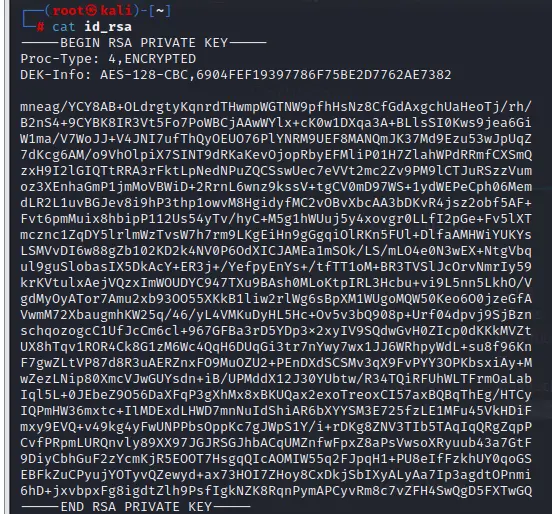 ┌──(root㉿kali)-[~]
└─# cat id_rsa
-----BEGIN RSA PRIVATE KEY-----
Proc-Type: 4,ENCRYPTED
DEK-Info: AES-128-CBC,6904FEF19397786F75BE2D7762AE7382

mneag/YCY8AB+OLdrgtyKqnrdTHwmpWGTNW9pfhHsNz8CfGdAxgchUaHeoTj/rh/
B2nS4+9CYBK8IR3Vt5Fo7PoWBCjAAwWYlx+cK0w1DXqa3A+BLlsSI0Kws9jea6Gi
W1ma/V7WoJJ+V4JNI7ufThQyOEUO76PlYNRM9UEF8MANQmJK37Md9Ezu53wJpUqZ
7dKcg6AM/o9VhOlpiX7SINT9dRKaKevOjopRbyEFMliP01H7ZlahWPdRRmfCXSmQ
zxH9I2lGIQTtRRA3rFktLpNedNPuZQCSswUec7eVVt2mc2Zv9PM9lCTJuRSzzVum
oz3XEnhaGmP1jmMoVBWiD+2RrnL6wnz9kssV+tgCV0mD97WS+1ydWEPeCph06Mem
dLR2L1uvBGJev8i9hP3thp1owvM8HgidyfMC2vOBvXbcAA3bDKvR4jsz2obf5AF+
Fvt6pmMuix8hbipP112Us54yTv/hyC+M5g1hWUuj5y4xovgr0LLfI2pGe+Fv5lXT
mcznc1ZqDY5lrlmWzTvsW7h7rm9LKgEiHn9gGgqiOlRKn5FUl+DlfaAMHWiYUKYs
LSMVvDI6w88gZb102KD2k4NV0P6OdXICJAMEa1mSOk/LS/mLO4e0N3wEX+NtgVbq
ul9guSlobasIX5DkAcY+ER3j+/YefpyEnYs+/tfTT1oM+BR3TVSlJcOrvNmrIy59
krKVtulxAejVQzxImWOUDYC947TXu9BAsh0MLoKtpIRL3Hcbu+vi9L5nn5LkhO/V
gdMyOyATor7Amu2xb93OO55XKkB1liw2rlWg6sBpXM1WUgoMQW50Keo6O0jzeGfA
VwmM72XbaugmhKW25q/46/yL4VMKuDyHL5Hc+Ov5v3bQ908p+Urf04dpvj9SjBzn
schqozogcC1UfJcCm6cl+967GFBa3rD5YDp3×2xyIV9SQdwGvH0ZIcp0dKKkMVZt
UX8hTqv1ROR4Ck8G1zM6Wc4QqH6DUqGi3tr7nYwy7wx1JJ6WRhpyWdL+su8f96Kn
F7gwZLtVP87d8R3uAERZnxFO9MuOZU2+PEnDXdSCSMv3qX9FvPYY3OPKbsxiAy+M
wZezLNip80XmcVJwGUYsdn+iB/UPMddX12J30YUbtw/R34TQiRFUhWLTFrmOaLab
Iql5L+0JEbeZ9O56DaXFqP3gXhMx8xBKUQax2exoTreoxCI57axBQBqThEg/HTCy
IQPmHW36mxtc+IlMDExdLHWD7mnNuIdShiAR6bXYYSM3E725fzLE1MFu45VkHDiF
mxy9EVQ+v49kg4yFwUNPPbsOppKc7gJWpS1Y/i+rDKg8ZNV3TIb5TAqIqQRgZqpP
CvfPRpmLURQnvly89XX97JGJRSGJhbACqUMZnfwFpxZ8aPsVwsoXRyuub43a7GtF
9DiyCbhGuF2zYcmKjR5EOOT7HsgqQIcAOMIW55q2FJpqH1+PU8eIfFzkhUY0qoGS
EBFkZuCPyujYOTyvQZewyd+ax73HOI7ZHoy8CxDkjSbIXyALyAa7Ip3agdtOPnmi
6hD+jxvbpxFg8igdtZlh9PsfIgkNZK8RqnPymAPCyvRm8c7vZFH4SwQgD5FXTwGQ
-----END RSA PRIVATE KEY-----